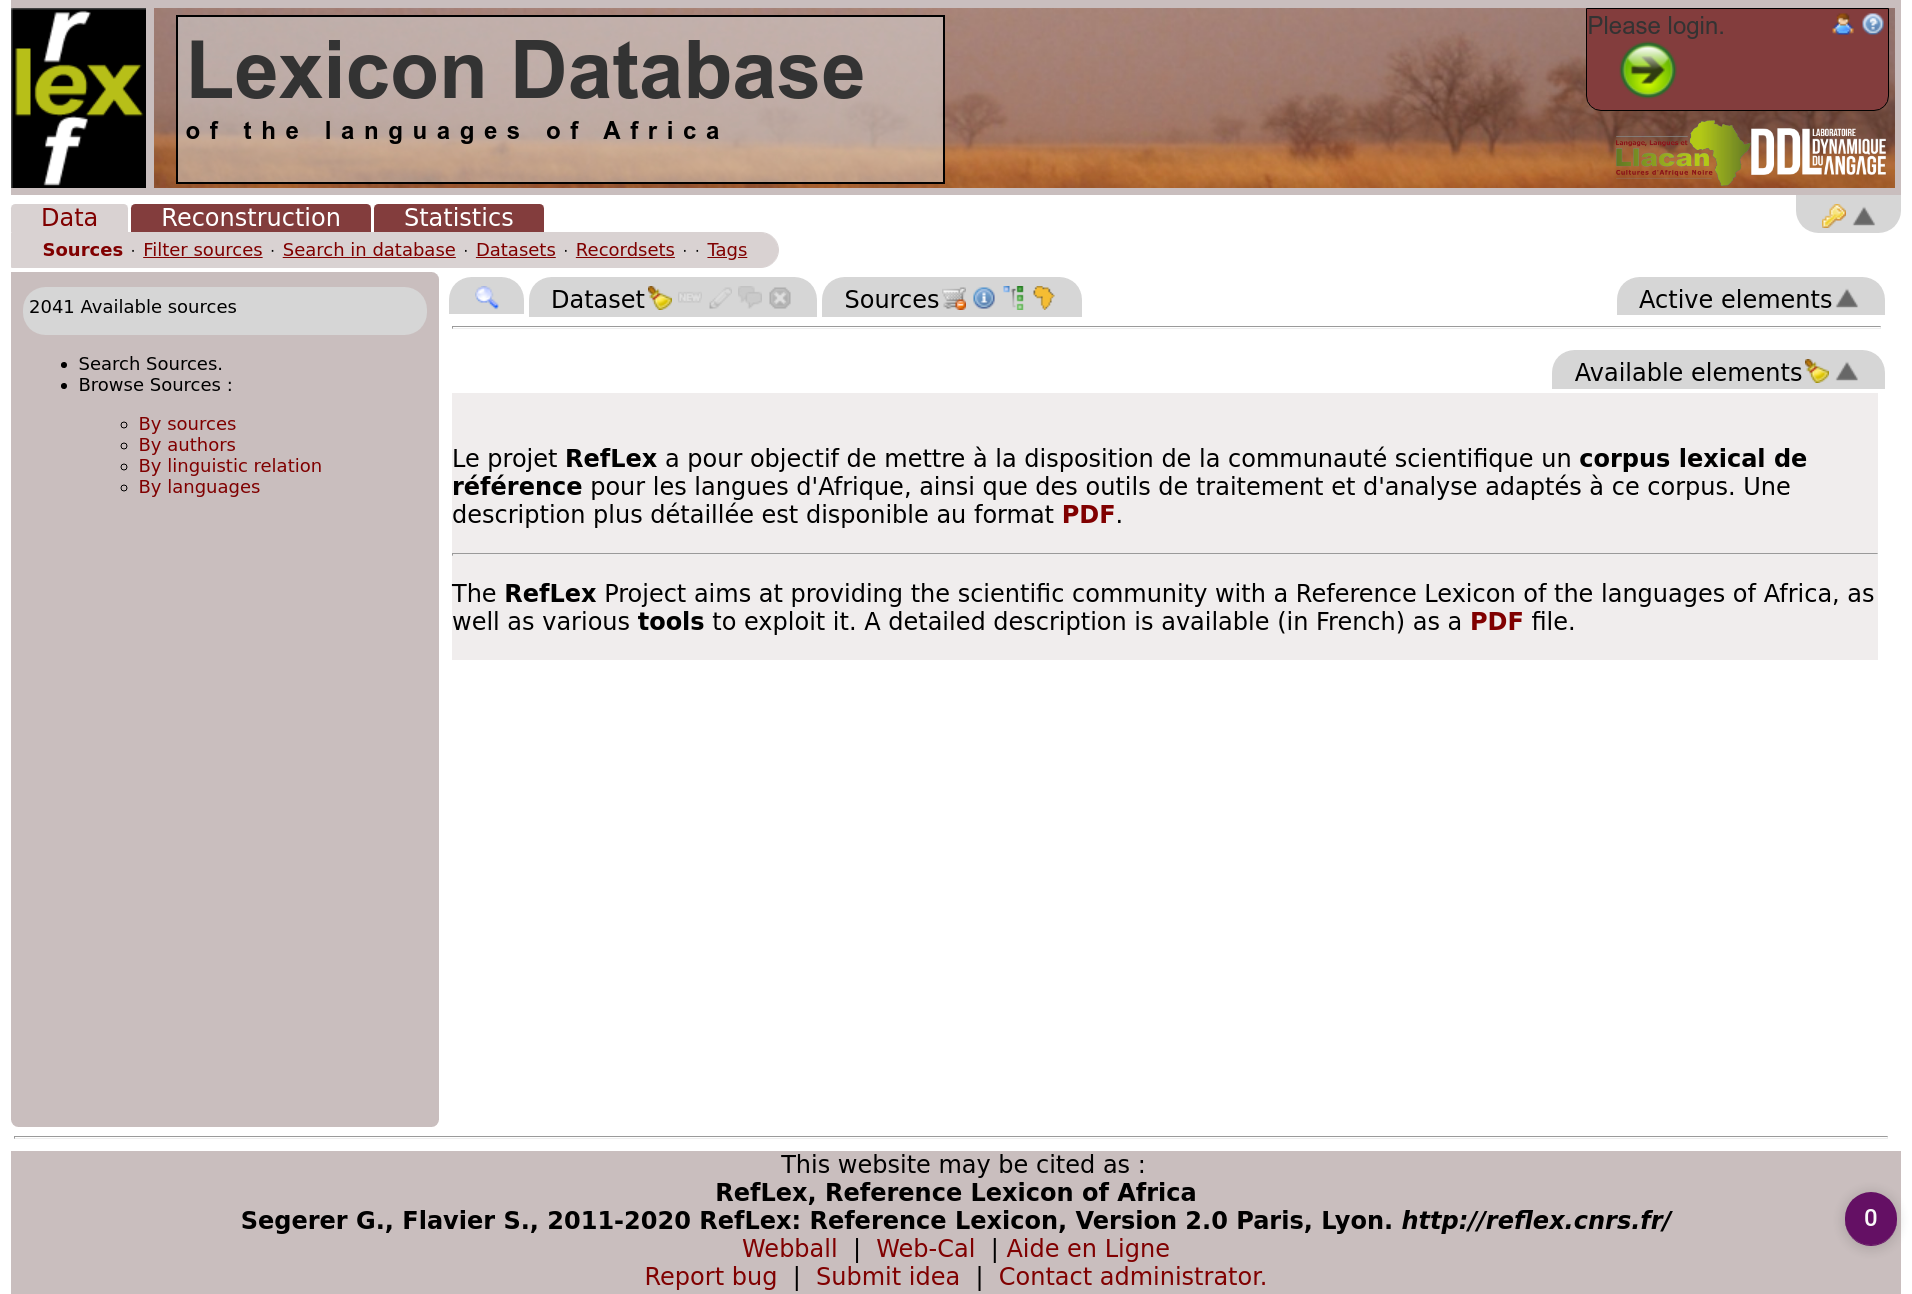 r
lex
f
Lexicon Database
of the languages of Africa
Please login.
Langage, Langues et
Llacan
Cultures d'Afrique Noire
DDL LABORATOIRE
DYNAMIQUE
DU LANGAGE
Data Reconstruction Statistics
Sources · Filter sources · Search in database · Datasets · Recordsets · · Tags
2041 Available sources
• Search Sources.
• Browse Sources :
By sources
By authors
By linguistic relation
By languages
Dataset NEW Sources Active elements
Available elements
Le projet RefLex a pour objectif de mettre à la disposition de la communauté scientifique un corpus lexical de
référence pour les langues d'Afrique, ainsi que des outils de traitement et d'analyse adaptés à ce corpus. Une
description plus détaillée est disponible au format PDF.
The RefLex Project aims at providing the scientific community with a Reference Lexicon of the languages of Africa, as
well as various tools to exploit it. A detailed description is available (in French) as a PDF file.
This website may be cited as :
RefLex, Reference Lexicon of Africa
Segerer G., Flavier S., 2011-2020 RefLex: Reference Lexicon, Version 2.0 Paris, Lyon. http://reflex.cnrs.fr/
Webball | Web-Cal | Aide en Ligne
Report bug | Submit idea | Contact administrator.
0